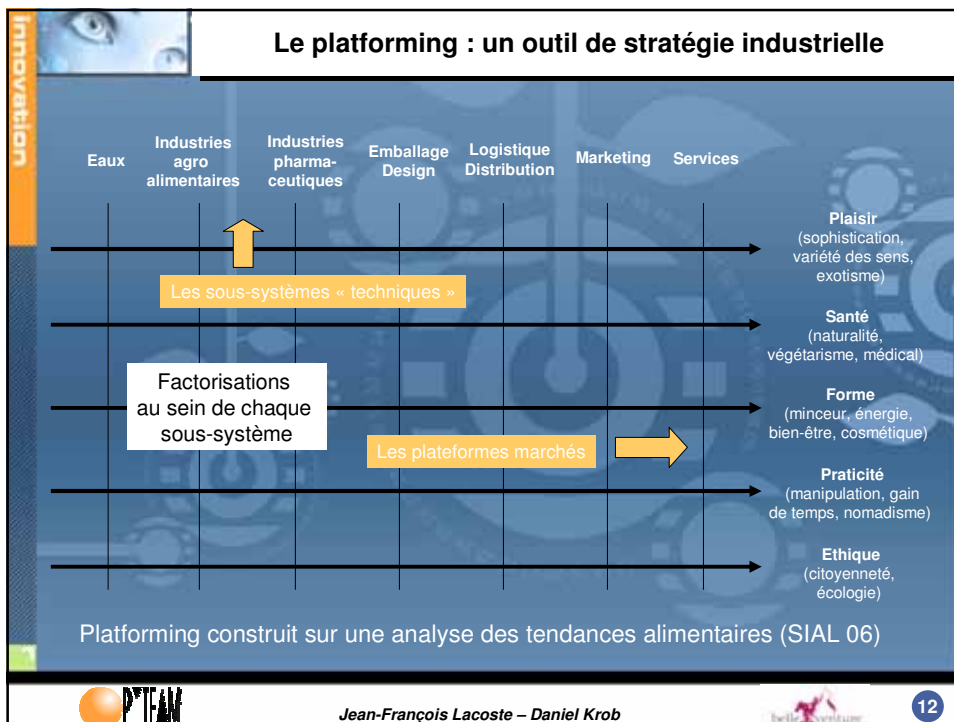 innovation
Le platforming : un outil de stratégie industrielle
Eaux
Industries
agro
alimentaires
Industries
pharma-
ceutiques
Emballage
Design
Logistique
Distribution
Marketing
Services
Plaisir
(sophistication,
variété des sens,
exotisme)
Les sous-systèmes « techniques »
Santé
(naturalité,
végétarisme, médical)
Factorisations
au sein de chaque
sous-système
Forme
(minceur, énergie,
bien-être, cosmétique)
Les plateformes marchés
Praticité
(manipulation, gain
de temps, nomadisme)
Ethique
(citoyenneté,
écologie)
Platforming construit sur une analyse des tendances alimentaires (SIAL 06)
Jean-François Lacoste – Daniel Krob
belle venture
12